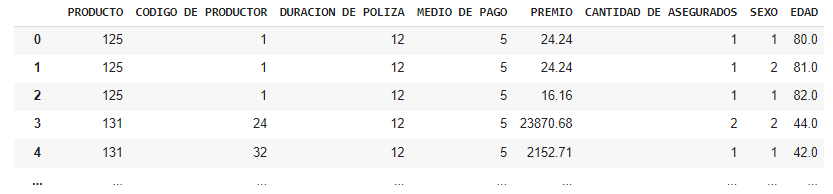 PRODUCTO CODIGO DE PRODUCTOR DURACION DE POLIZA MEDIO DE PAGO PREMIO CANTIDAD DE ASEGURADOS SEXO EDAD
0 125 1 12 5 24.24 1 1 80.0
1 125 1 12 5 24.24 1 2 81.0
2 125 1 12 5 16.16 1 1 82.0
3 131 24 12 5 23870.68 2 2 44.0
4 131 32 12 5 2152.71 1 1 42.0
... ... ... ... ... ... ... ... ...